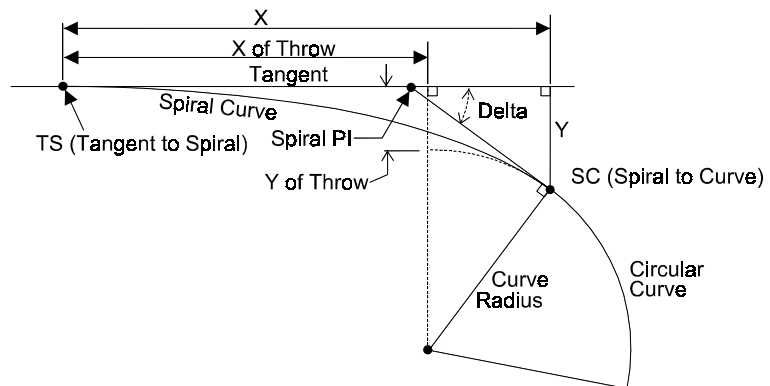 X
X of Throw
Tangent
Spiral Curve
Delta
TS (Tangent to Spiral)
Spiral PI
Y
Y of Throw
SC (Spiral to Curve)
Curve
Radius
Circular
Curve